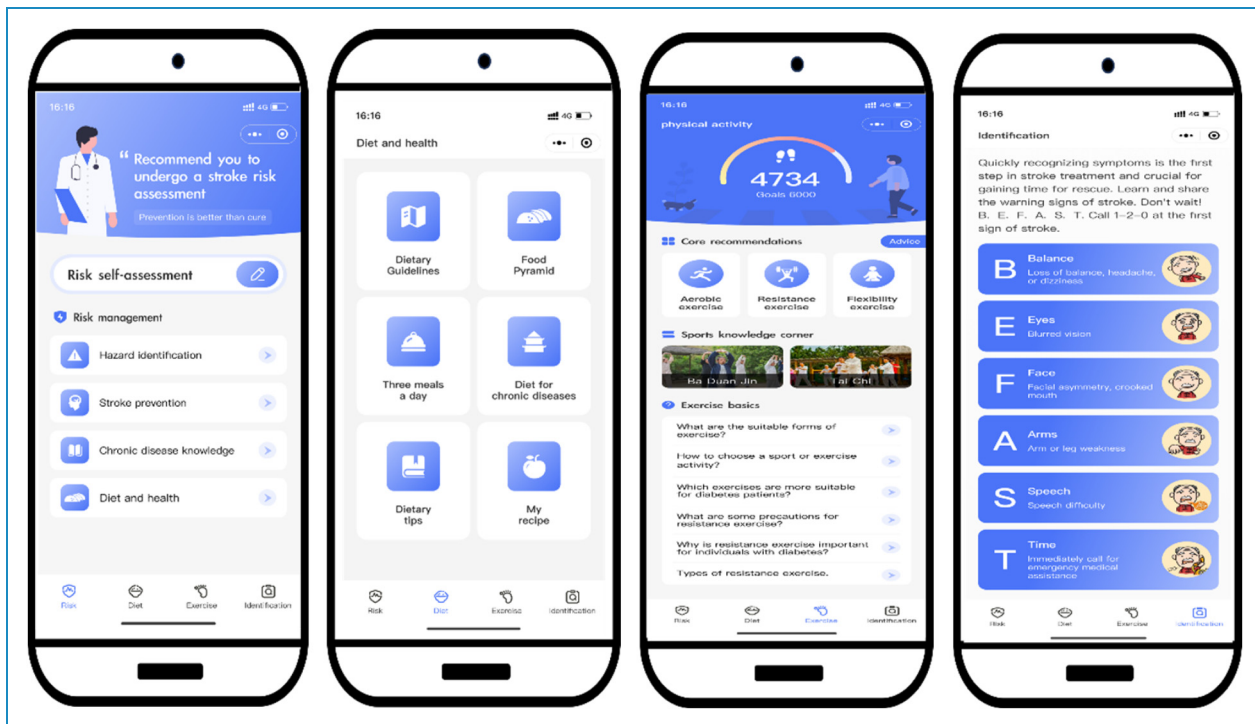 16:16
4G
“ Recommend you to
undergo a stroke risk
assessment
Prevention is better than cure
Risk self-assessment
Risk management
Hazard identification
Stroke prevention
Chronic disease knowledge
Diet and health
Risk
Diet
Exercise
Identification
16:16
4G
Diet and health
Dietary
Guidelines
Food
Pyramid
Three meals
a day
Diet for
chronic diseases
Dietary
tips
My
recipe
Risk
Diet
Exercise
Identification
16:16
4G
physical activity
4734
Goals 6000
Core recommendations
Advice
Aerobic
exercise
Resistance
exercise
Flexibility
exercise
Sports knowledge corner
Ba Duan Jin
Tai Chi
Exercise basics
What are the suitable forms of
exercise?
How to choose a sport or exercise
activity?
Which exercises are more suitable
for diabetes patients?
What are some precautions for
resistance exercise?
Why is resistance exercise important
for individuals with diabetes?
Types of resistance exercise.
Risk
Diet
Exercise
Identification
16:16
4G
Identification
Quickly recognizing symptoms is the first
step in stroke treatment and crucial for
gaining time for rescue. Learn and share
the warning signs of stroke. Don't wait!
B. E. F. A. S. T. Call 1-2-0 at the first
sign of stroke.
B
Balance
Loss of balance, headache,
or dizziness
E
Eyes
Blurred vision
F
Face
Facial asymmetry, crooked
mouth
A
Arms
Arm or leg weakness
S
Speech
Speech difficulty
T
Time
Immediately call for
emergency medical
assistance
Risk
Diet
Exercise
Identification